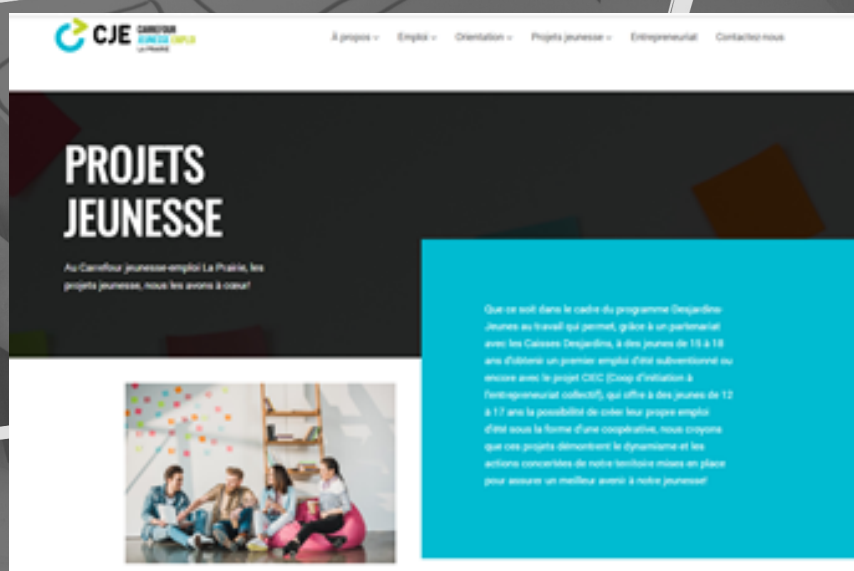 CJE CARREFOUR
JEUNESSE-EMPLOI
LA PRAIRIE
À propos
Emploi
Orientation
Projets jeunesse
Entrepreneuriat
Contactez-nous
PROJETS
JEUNESSE
Au Carrefour jeunesse-emploi La Prairie, les
projets jeunesse, nous les avons à cœur!
Que ce soit dans le cadre du programme Desjardins-
Jeunes au travail qui permet, grâce à un partenariat
avec les Caisses Desjardins, à des jeunes de 15 à 18
ans d'obtenir un premier emploi d'été subventionné ou
encore avec le projet CIEC (Coop d'initiation à
l'entrepreneuriat collectif), qui offre à des jeunes de 12
à 17 ans la possibilité de créer leur propre emploi
d'été sous la forme d'une coopérative, nous croyons
que ces projets démontrent le dynamisme et les
actions concertées de notre territoire mises en place
pour assurer un meilleur avenir à notre jeunesse!